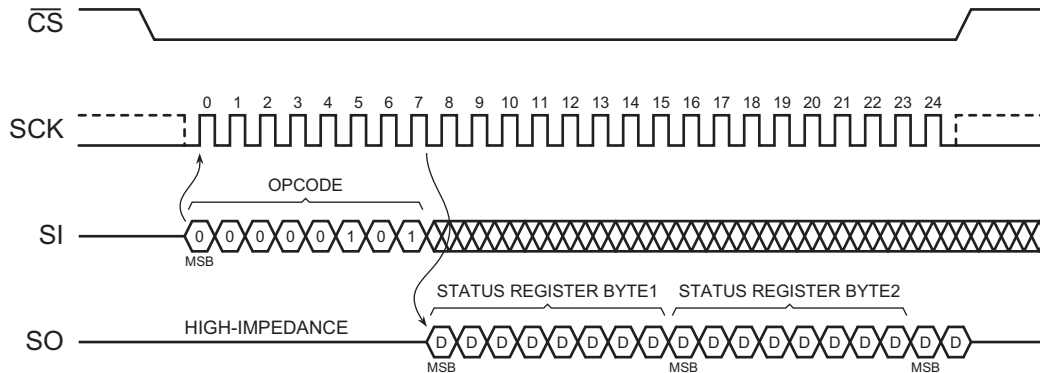 CS
0 1 2 3 4 5 6 7 8 9 10 11 12 13 14 15 16 17 18 19 20 21 22 23 24
SCK
OPCODE
SI 0 0 0 0 0 1 0 1
MSB
STATUS REGISTER BYTE1 STATUS REGISTER BYTE2
HIGH-IMPEDANCE
SO D D D D D D D D D D D D D D D D D D
MSB MSB MSB